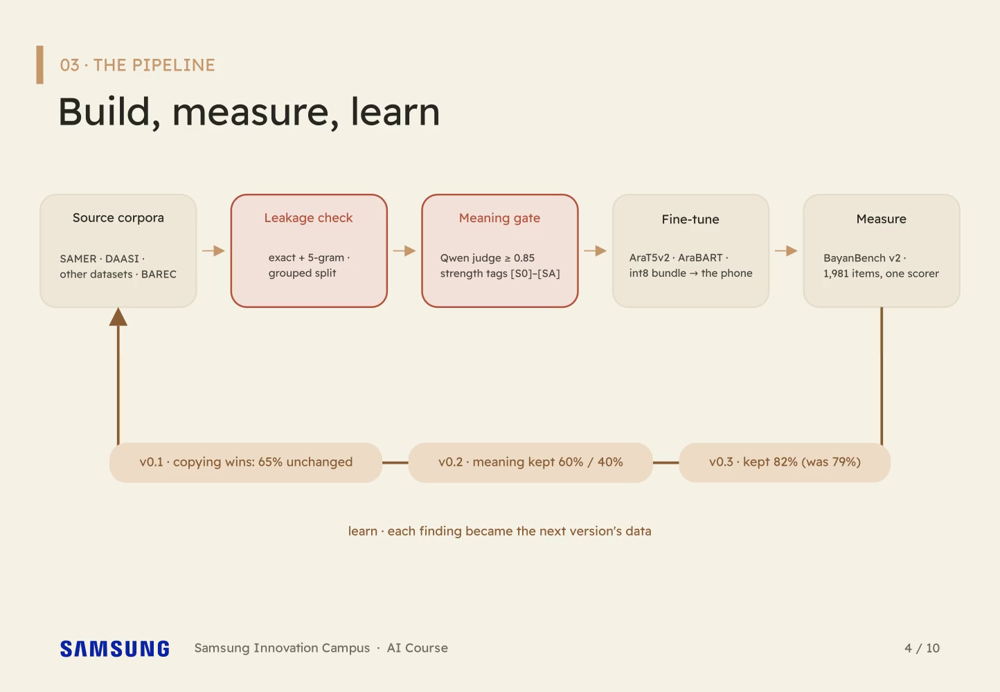 03 · THE PIPELINE
Build, measure, learn
Source corpora
SAMER · DAASI ·
other datasets · BAREC
Leakage check
exact + 5-gram ·
grouped split
Meaning gate
Qwen judge ≥ 0.85
strength tags [S0]–[SA]
Fine-tune
AraT5v2 · AraBART ·
int8 bundle → the phone
Measure
BayanBench v2 ·
1,981 items, one scorer
v0.1 · copying wins: 65% unchanged
v0.2 · meaning kept 60% / 40%
v0.3 · kept 82% (was 79%)
learn · each finding became the next version's data
SAMSUNG
Samsung Innovation Campus · AI Course
4 / 10